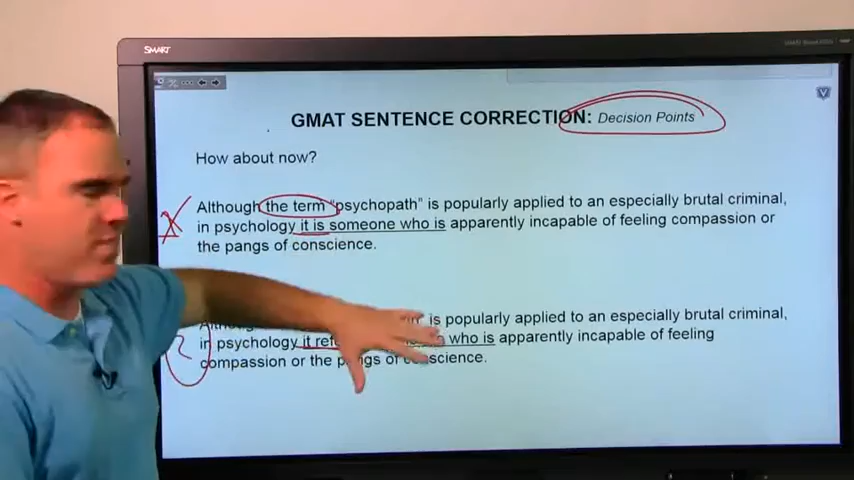 SMART
GMAT SENTENCE CORRECTION: Decision Points
How about now?
Although the term "psychopath" is popularly applied to an especially brutal criminal,
in psychology it is someone who is apparently incapable of feeling compassion or
the pangs of conscience.
is popularly applied to an especially brutal criminal,
in psychology it who is apparently incapable of feeling
compassion or the of conscience.